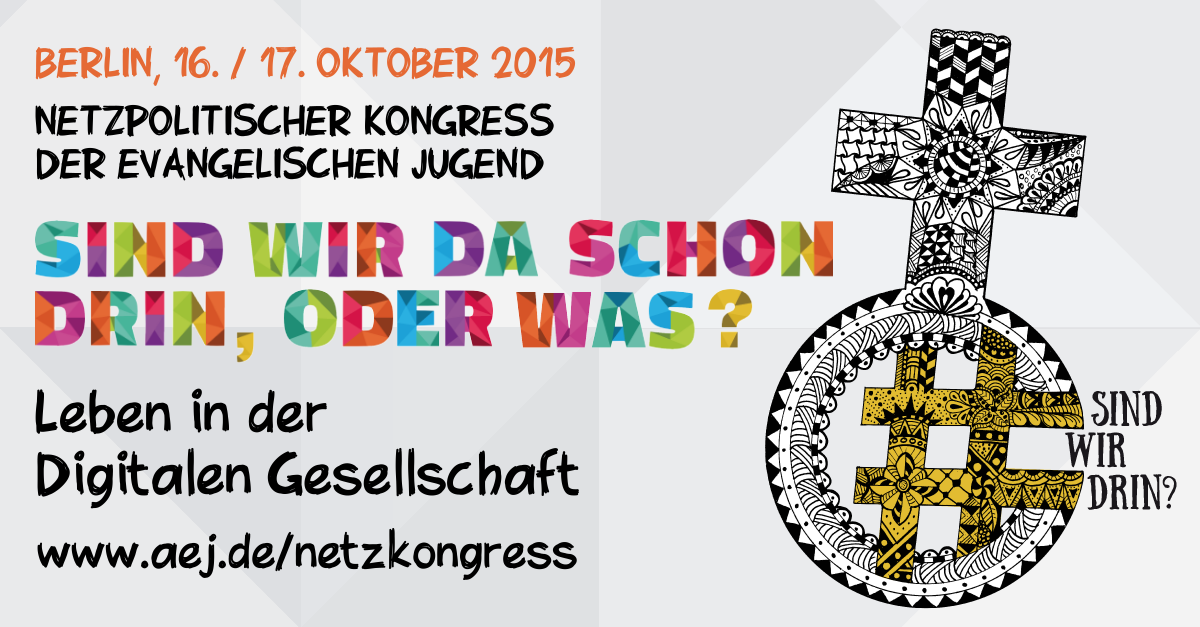 BERLIN, 16. / 17. OKTOBER 2015
NETZPOLITISCHER KONGRESS
DER EVANGELISCHEN JUGEND
SIND WIR DA SCHON
DRIN, ODER WAS?
Leben in der
Digitalen Gesellschaft
www.aej.de/netzkongress
#
SIND
WIR
DRIN?